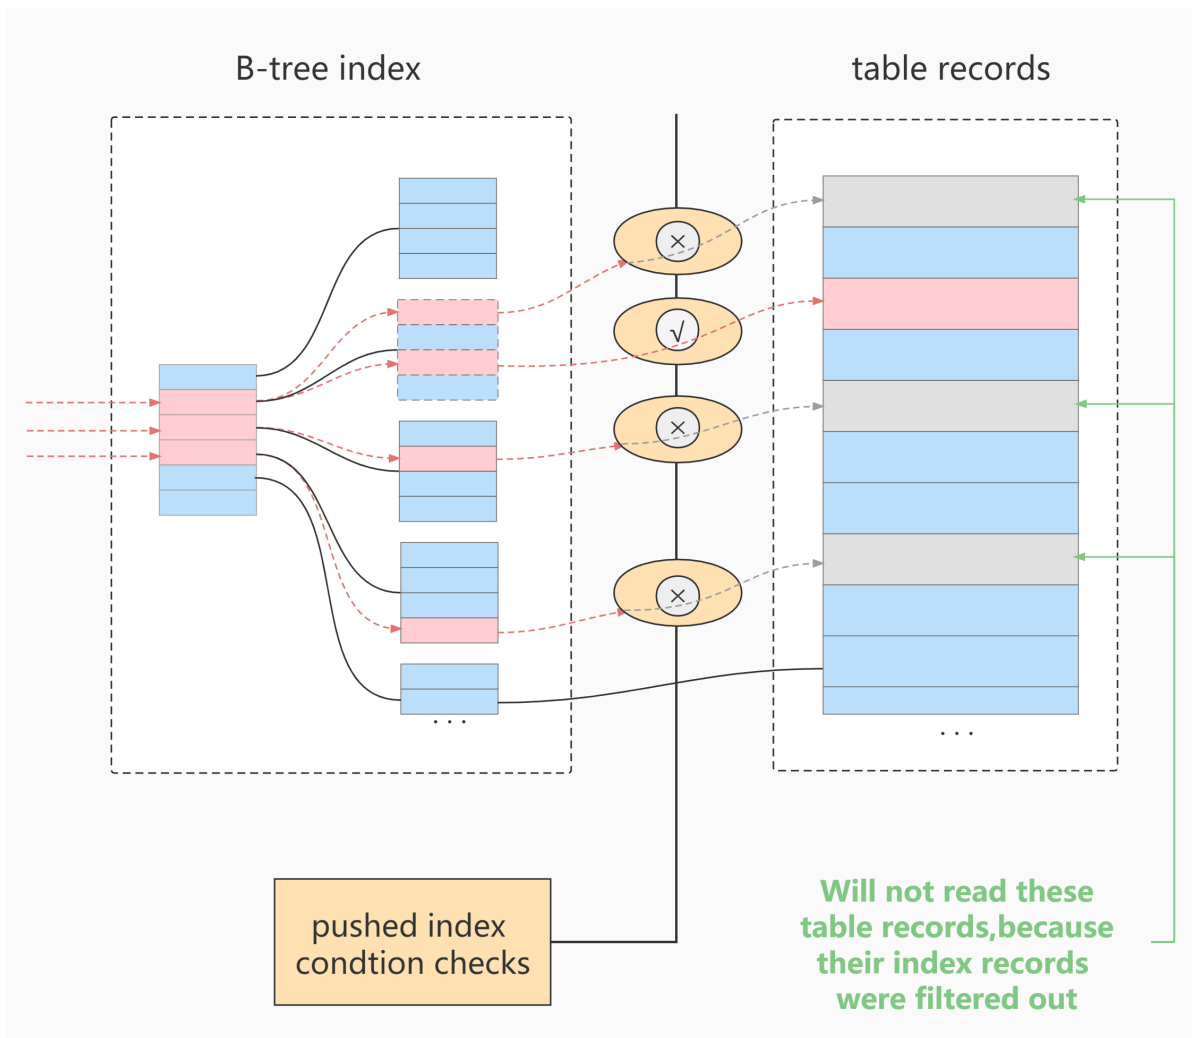 B-tree index
table records
×
√
×
×
. . .
. . .
pushed index
condtion checks
Will not read these
table records,because
their index records
were filtered out